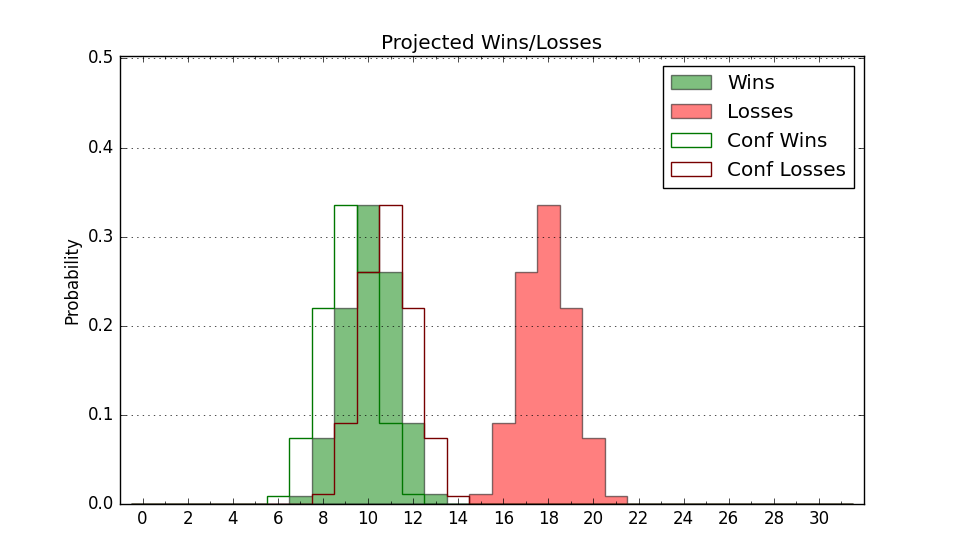 Projected Wins/Losses
Probability
0.5
0.4
0.3
0.2
0.1
0.0
Wins
Losses
Conf Wins
Conf Losses
0 2 4 6 8 10 12 14 16 18 20 22 24 26 28 30